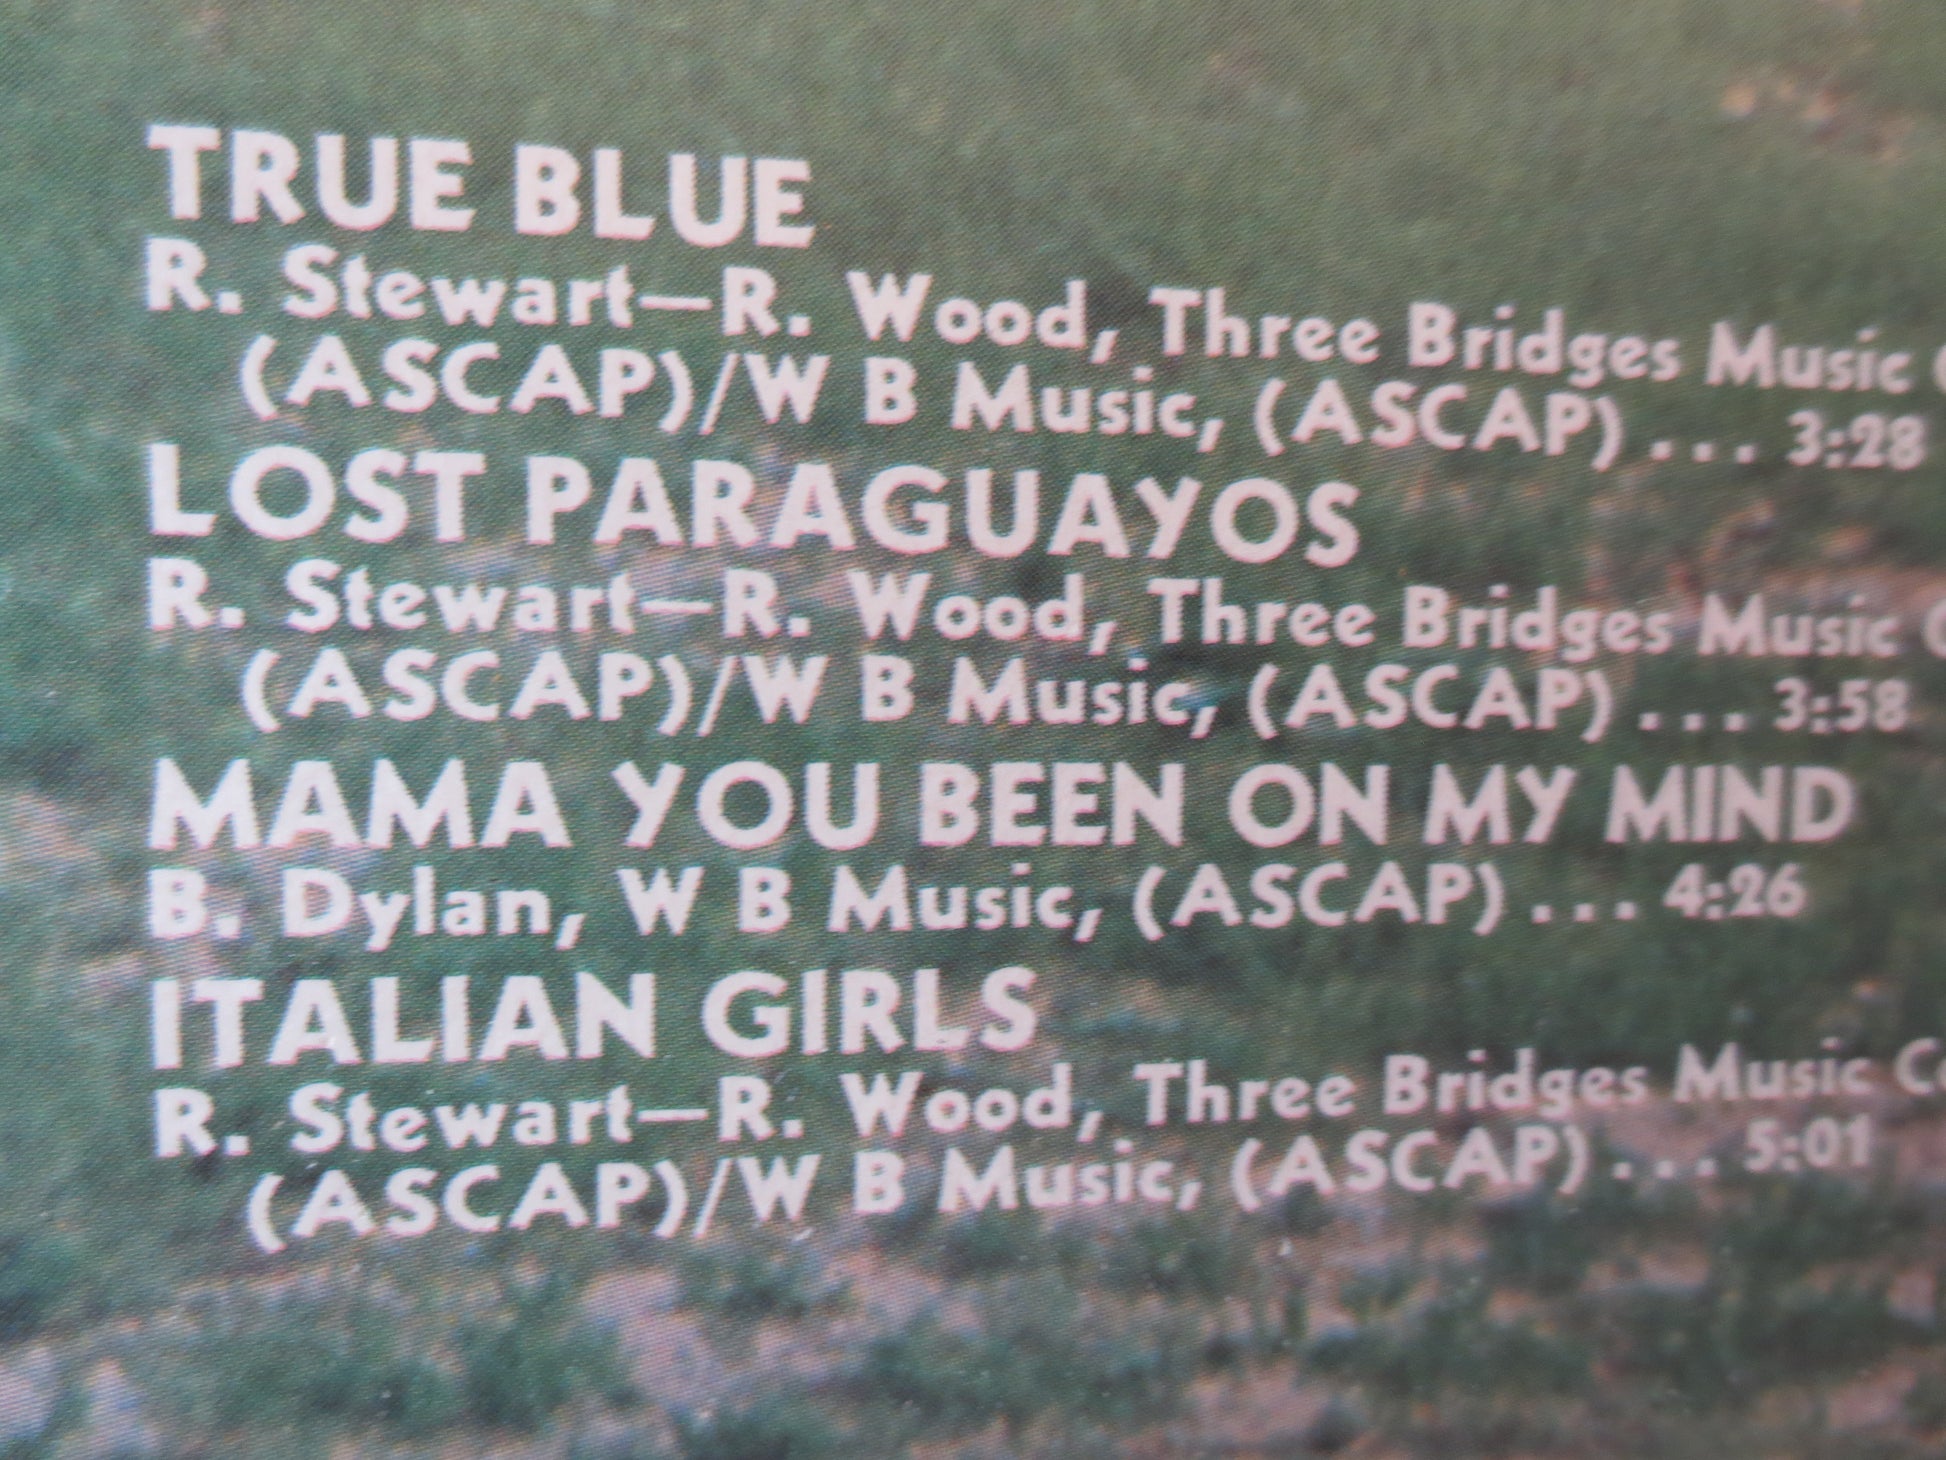 TRUE BLUE
R. Stewart—R. Wood, Three Bridges Music
(ASCAP)/W B Music, (ASCAP) . . . 3:28
LOST PARAGUAYOS
R. Stewart—R. Wood, Three Bridges Music
(ASCAP)/W B Music, (ASCAP) . . . 3:58
MAMA YOU BEEN ON MY MIND
B. Dylan, W B Music, (ASCAP) . . . 4:26
ITALIAN GIRLS
R. Stewart—R. Wood, Three Bridges Music
(ASCAP)/W B Music, (ASCAP) . . . 5:01